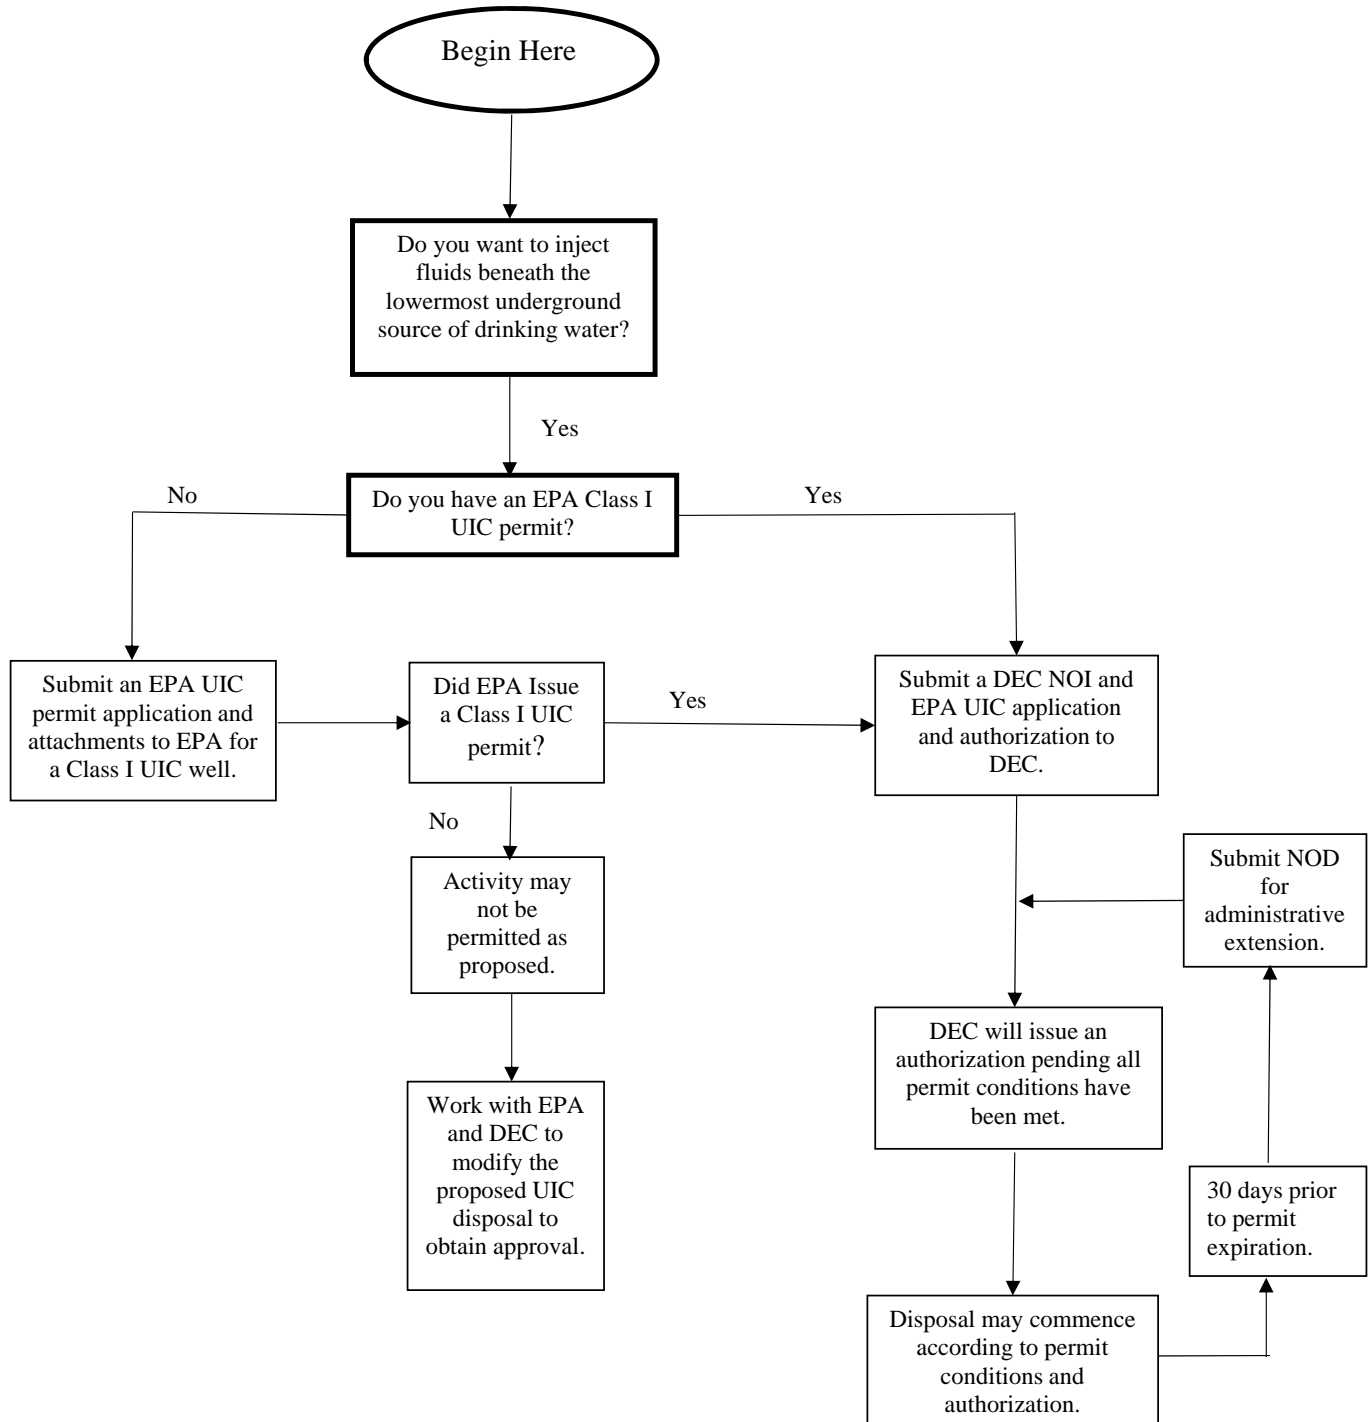 Begin Here
Do you want to inject
fluids beneath the
lowermost underground
source of drinking water?
Yes
Do you have an EPA Class I
UIC permit?
No
Yes
Submit an EPA UIC
permit application and
attachments to EPA for
a Class I UIC well.
Did EPA Issue
a Class I UIC
permit?
Yes
Submit a DEC NOI and
EPA UIC application
and authorization to
DEC.
No
Activity may
not be
permitted as
proposed.
Work with EPA
and DEC to
modify the
proposed UIC
disposal to
obtain approval.
Submit NOD
for
administrative
extension.
DEC will issue an
authorization pending all
permit conditions have
been met.
30 days prior
to permit
expiration.
Disposal may commence
according to permit
conditions and
authorization.